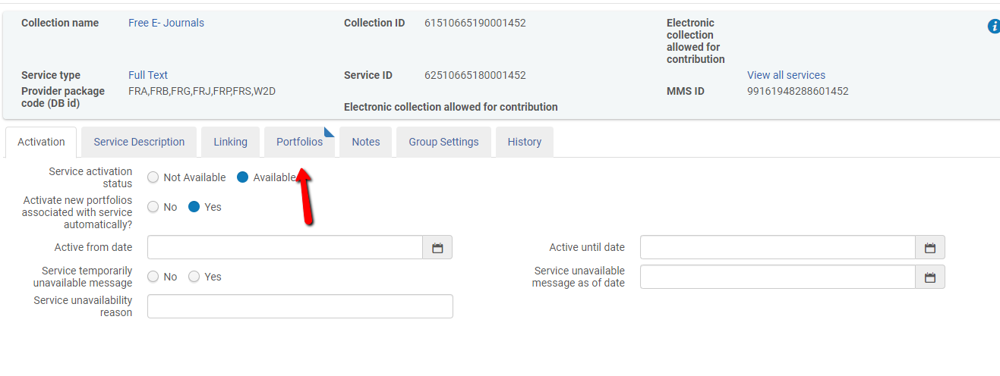 Collection name Free E- Journals Collection ID 61510665190001452 Electronic
collection
allowed for
contribution
Service type Full Text Service ID 62510665180001452 View all services
Provider package FRA,FRB,FRG,FRJ,FRP,FRS,W2D MMS ID 99161948288601452
code (DB id)
Electronic collection allowed for contribution
Activation Service Description Linking Portfolios Notes Group Settings History
Service activation
status
Not Available Available
Activate new portfolios
associated with service
automatically?
No Yes
Active from date Active until date
Service temporarily
unavailable message
No Yes
Service unavailable
message as of date
Service unavailability
reason